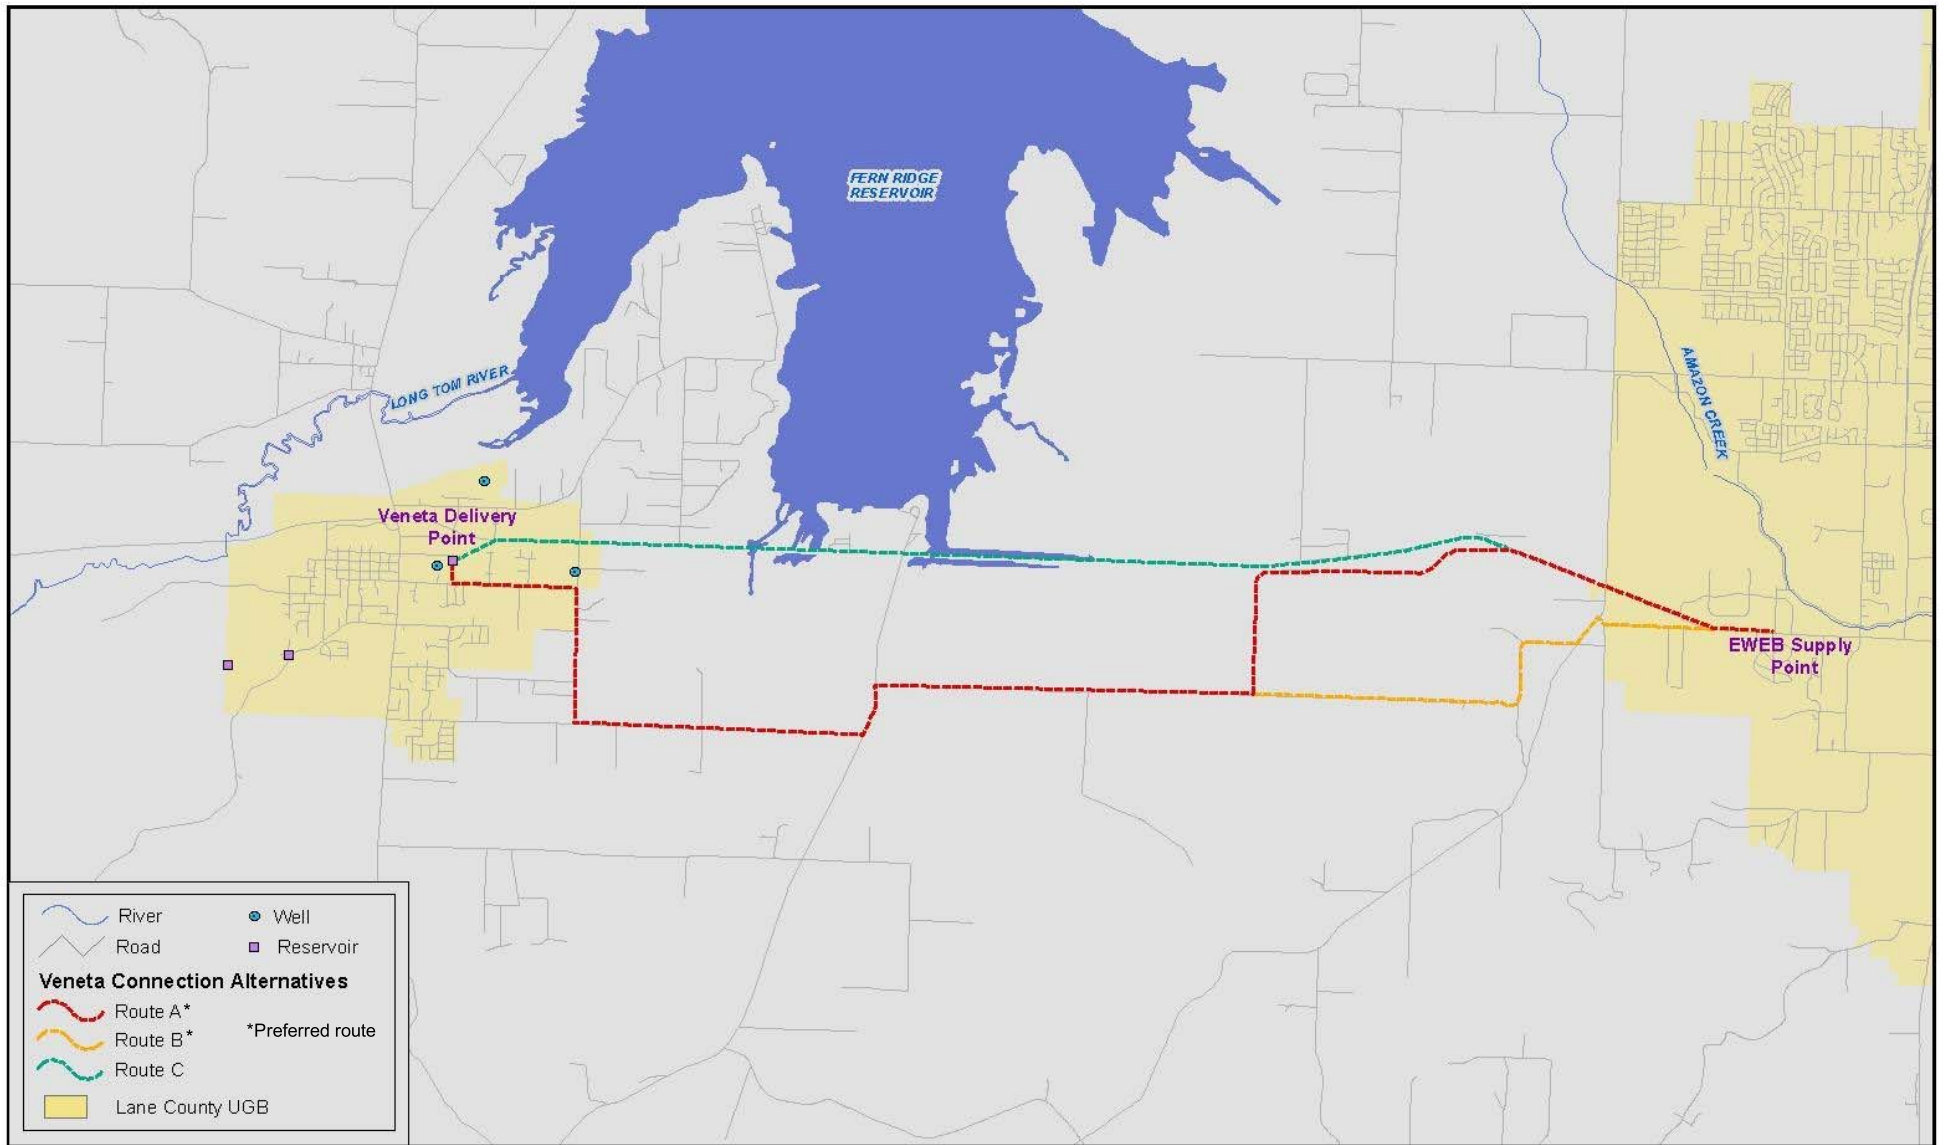 FERN RIDGE
RESERVOIR
LONG TOM RIVER
AMAZON CREEK
Veneta Delivery
Point
EWEB Supply
Point
River
Well
Road
Reservoir
Veneta Connection Alternatives
Route A*
*Preferred route
Route B*
Route C
Lane County UGB